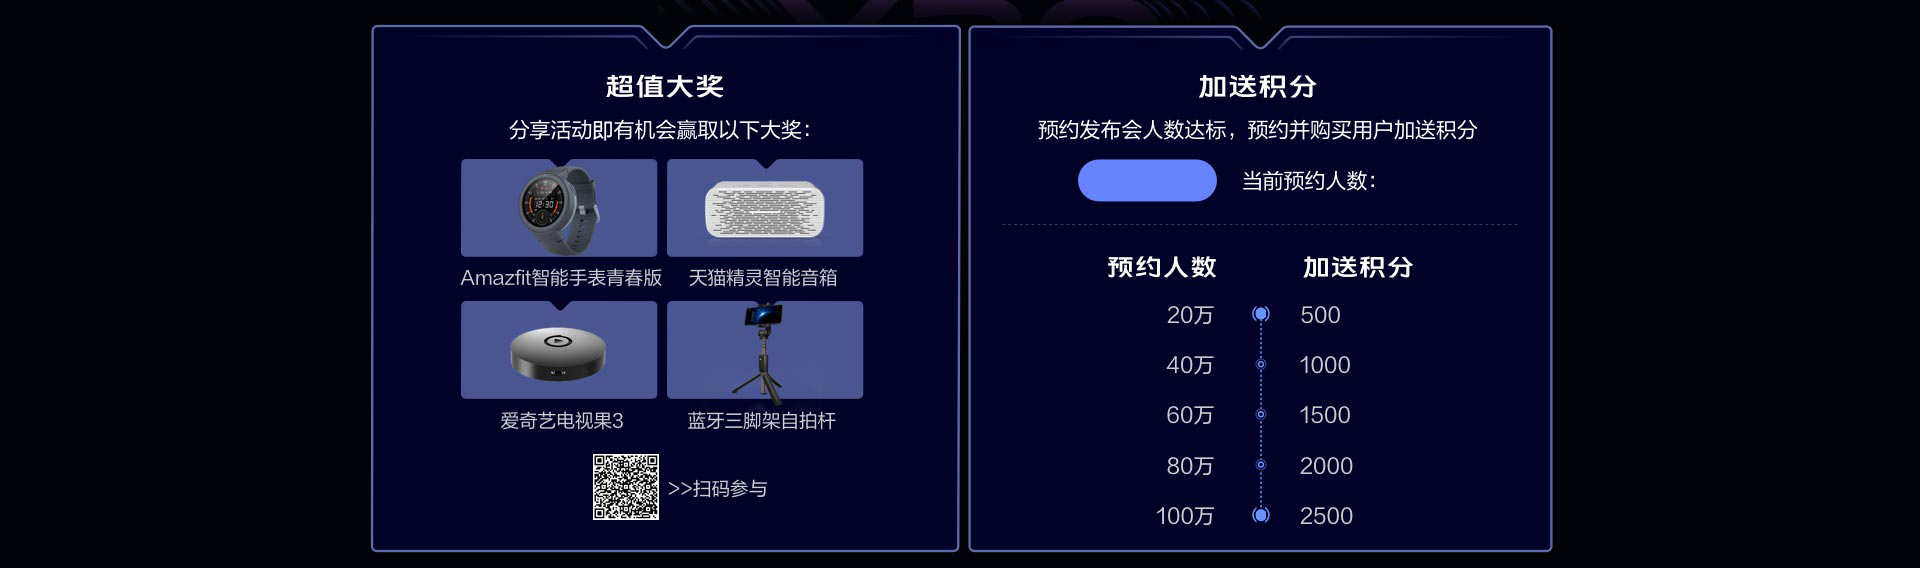 超值大奖
分享活动即有机会赢取以下大奖：
12:30
Amazfit智能手表青春版
天猫精灵智能音箱
爱奇艺电视果3
蓝牙三脚架自拍杆
>>扫码参与
加送积分
预约发布会人数达标，预约并购买用户加送积分
当前预约人数：
预约人数 加送积分
20万 500
40万 1000
60万 1500
80万 2000
100万 2500